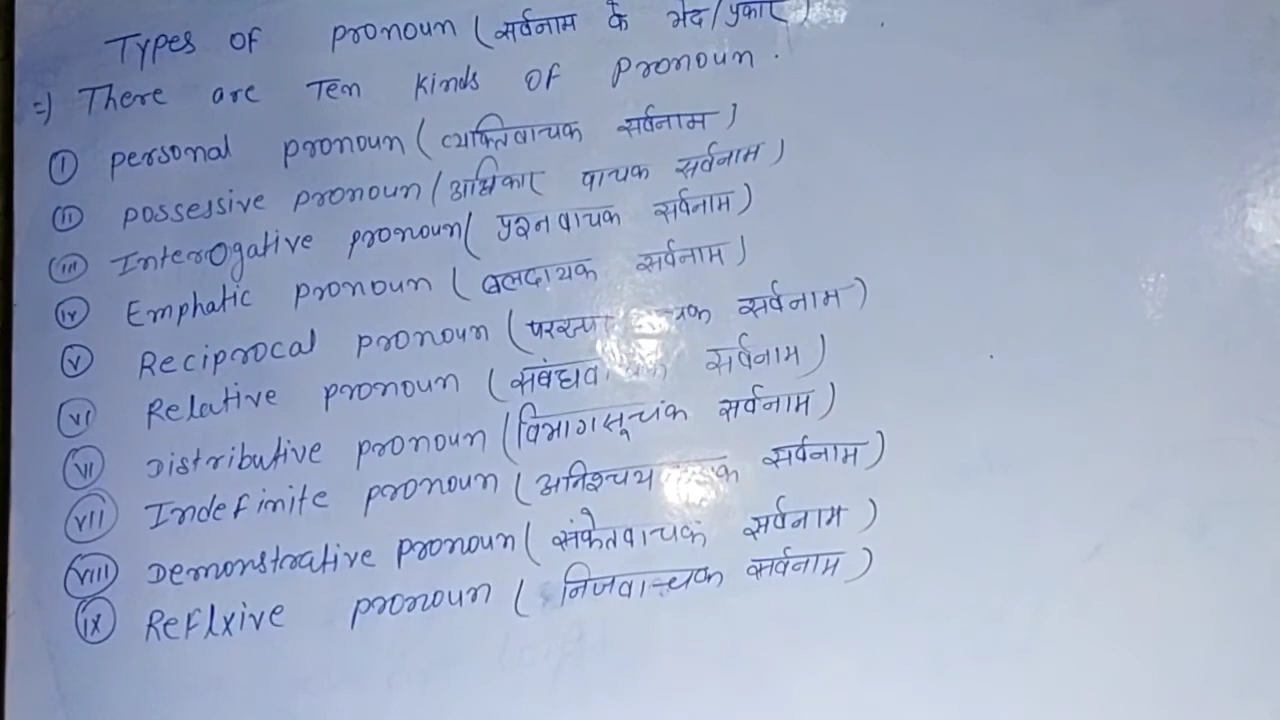 Types of pronoun (सर्वनाम के भेद/प्रकार)
=) There are Ten kinds of pronoun.
(i) personal pronoun (व्यक्तिवाचक सर्वनाम)
(ii) possessive pronoun (अधिकार वाचक सर्वनाम)
(iii) Interogative pronoun (प्रश्नवाचक सर्वनाम)
(iv) Emphatic pronoun (बलदायक सर्वनाम)
(v) Reciprocal pronoun ( सर्वनाम)
(vi) Relative pronoun (सर्वनाम)
(vi) Distributive pronoun (विभागसूचक सर्वनाम)
(vii) Indefinite pronoun (अनिश्चय सर्वनाम)
(viii) Demonstrative pronoun (संकेतवाचक सर्वनाम)
(ix) Reflxive pronoun (निजवाचक सर्वनाम)